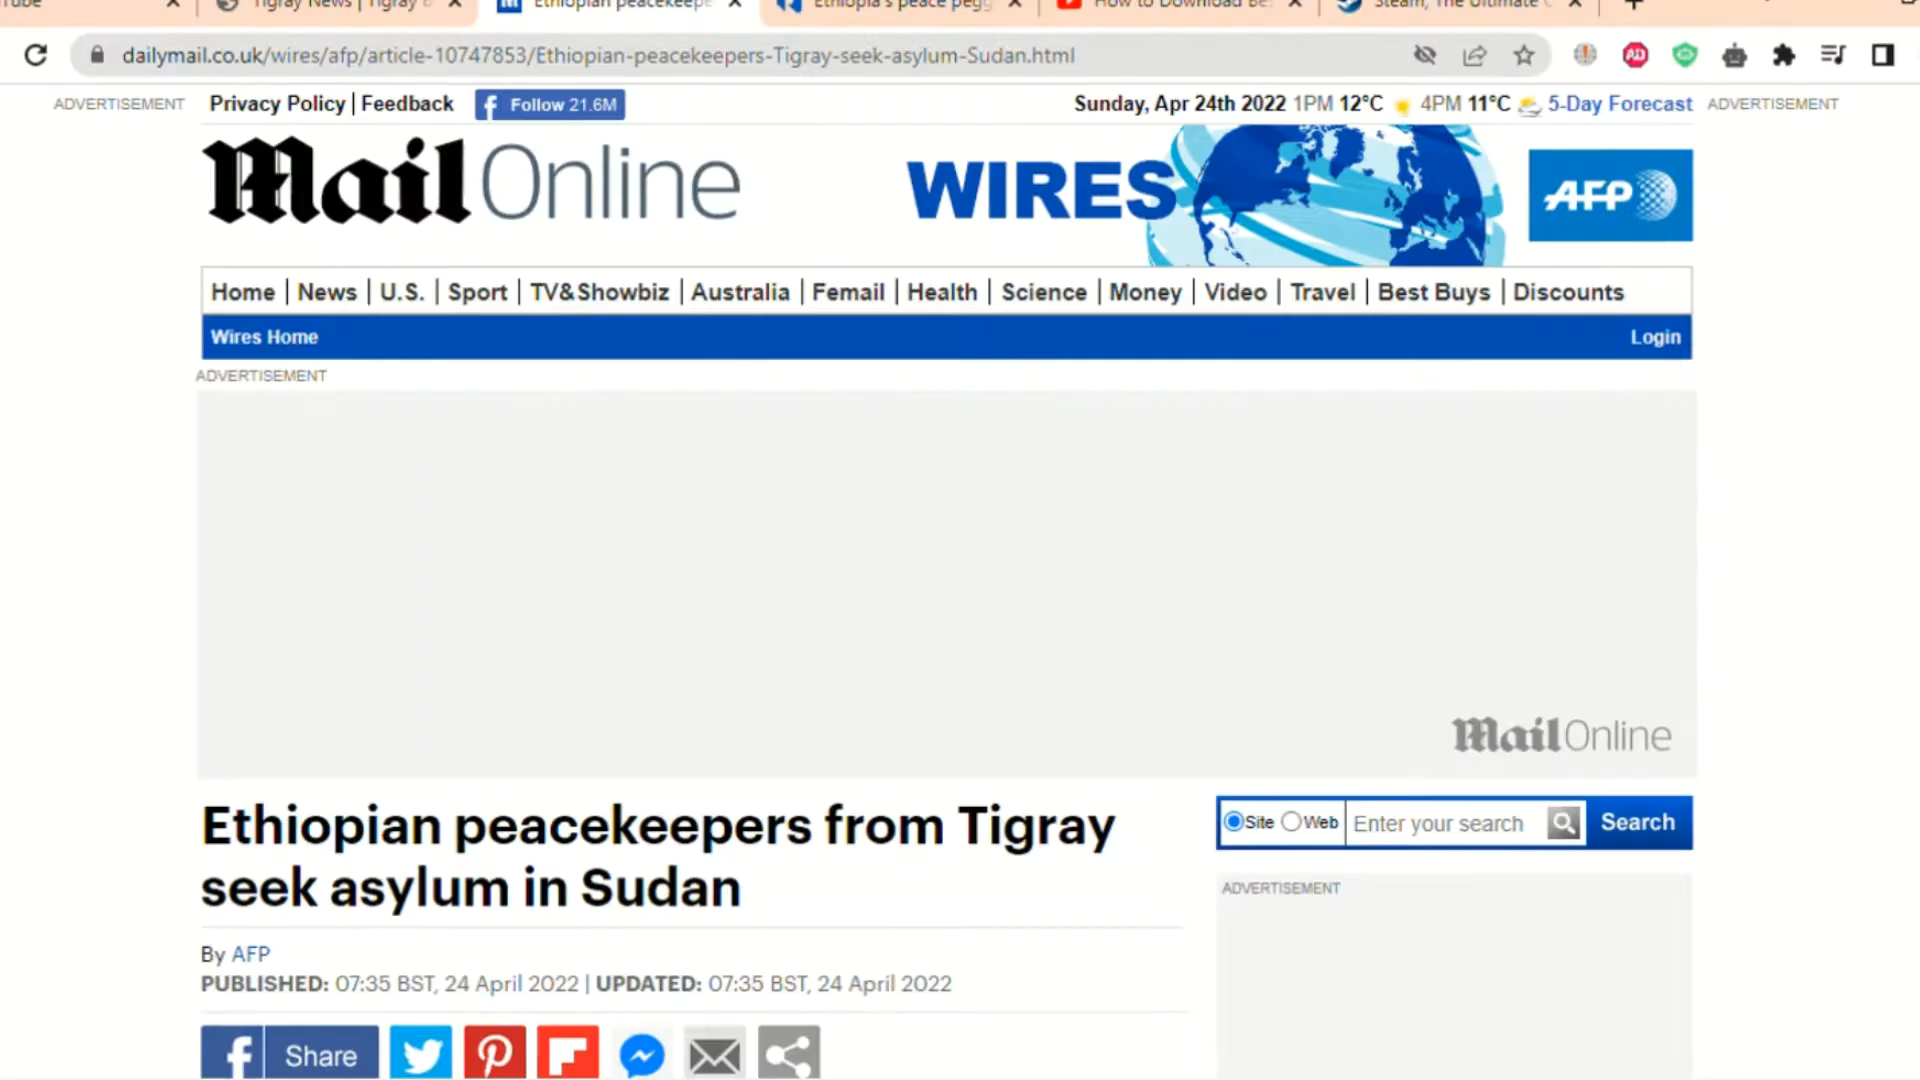 dailymail.co.uk/wires/afp/article-10747853/Ethiopian-peacekeepers-Tigray-seek-asylum-Sudan.html
ADVERTISEMENT Privacy Policy | Feedback Follow 21.6M Sunday, Apr 24th 2022 1PM 12°C 4PM 11°C 5-Day Forecast ADVERTISEMENT
Mail Online WIRES AFP
Home | News | U.S. | Sport | TV&Showbiz | Australia | Femail | Health | Science | Money | Video | Travel | Best Buys | Discounts
Wires Home Login
ADVERTISEMENT
Mail Online
Ethiopian peacekeepers from Tigray
seek asylum in Sudan
Site Web Enter your search Search
ADVERTISEMENT
By AFP
PUBLISHED: 07:35 BST, 24 April 2022 | UPDATED: 07:35 BST, 24 April 2022
Share